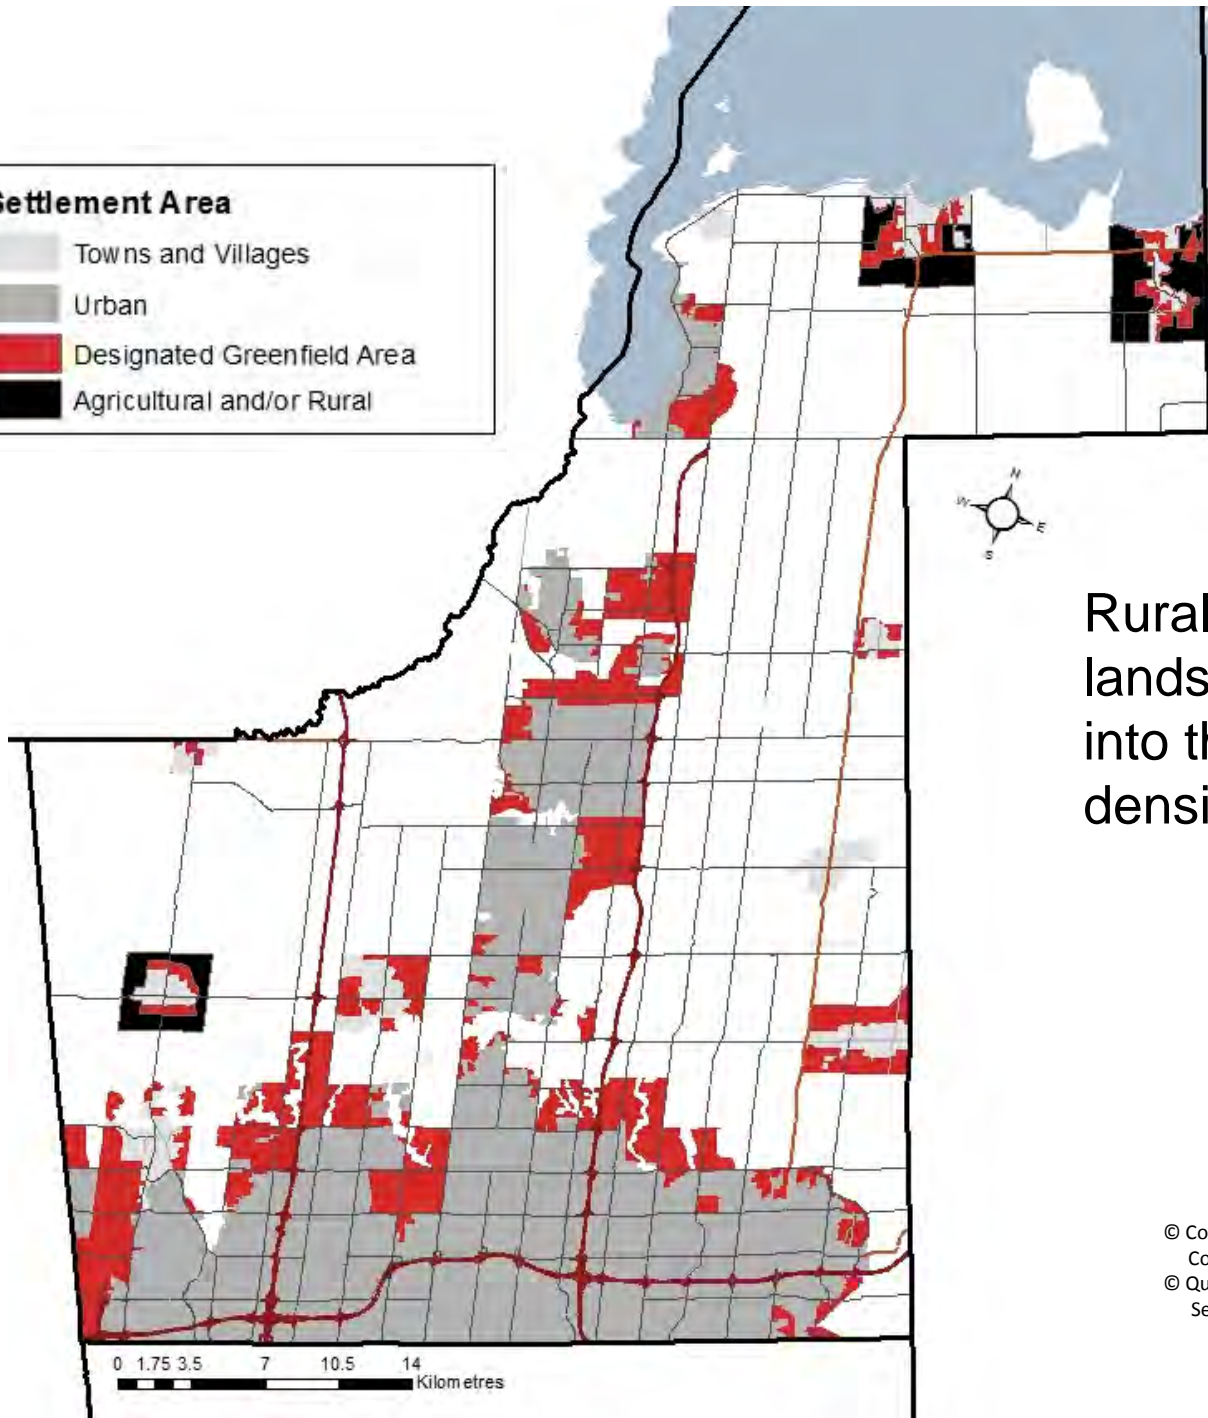 Settlement Area
Towns and Villages
Urban
Designated Greenfield Area
Agricultural and/or Rural
N
W
E
S
Rural
lands
into th
densi
© Co
Co
© Qu
Se
0 1.75 3.5 7 10.5 14
Kilometres